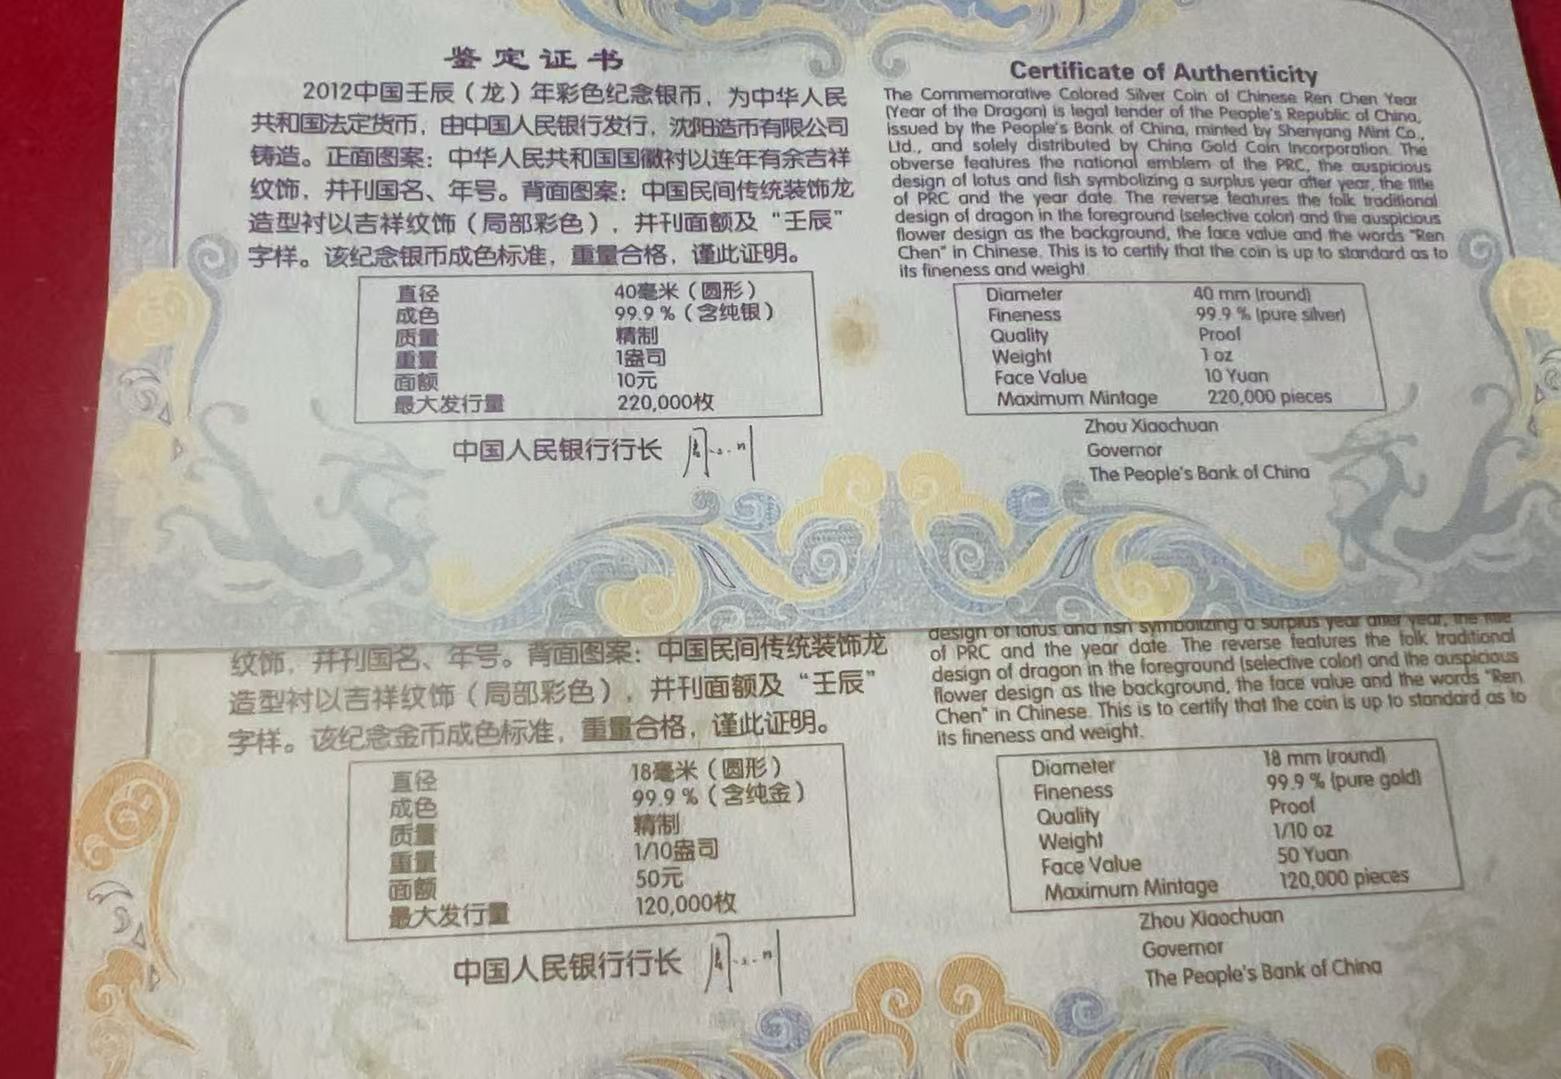 鉴定证书
2012中国壬辰（龙）年彩色纪念银币，为中华人民
共和国法定货币，由中国人民银行发行，沈阳造币有限公司
铸造。正面图案：中华人民共和国国徽衬以连年有余吉祥
纹饰，并刊国名、年号。背面图案：中国民间传统装饰龙
造型衬以吉祥纹饰（局部彩色），并刊面额及“壬辰”
字样。该纪念银币成色标准，重量合格，谨此证明。
直径 40毫米（圆形）
成色 99.9％（含纯银）
质量 精制
重量 1盎司
面额 10元
最大发行量 220,000枚
中国人民银行行长
Certificate of Authenticity
The Commemorative Colored Silver Coin of Chinese Ren Chen Year
(Year of the Dragon) is legal tender of the People's Republic of China,
issued by the People's Bank of China, minted by Shenyang Mint Co.,
Ltd., and solely distributed by China Gold Coin Incorporation. The
obverse features the national emblem of the PRC, the auspicious
design of lotus and fish symbolizing a surplus year after year, the title
of PRC and the year date. The reverse features the folk traditional
design of dragon in the foreground (selective color) and the auspicious
flower design as the background, the face value and the words "Ren
Chen" in Chinese. This is to certify that the coin is up to standard as to
its fineness and weight.
Diameter 40 mm (round)
Fineness 99.9 % (pure silver)
Quality Proof
Weight 1 oz
Face Value 10 Yuan
Maximum Mintage 220,000 pieces
Zhou Xiaochuan
Governor
The People's Bank of China
纹饰，并刊国名、年号。背面图案：中国民间传统装饰龙
造型衬以吉祥纹饰（局部彩色），并刊面额及“壬辰”
字样。该纪念金币成色标准，重量合格，谨此证明。
直径 18毫米（圆形）
成色 99.9％（含纯金）
质量 精制
重量 1/10盎司
面额 50元
最大发行量 120,000枚
中国人民银行行长
design of lotus and fish symbolizing a surplus year after year, the title
of PRC and the year date. The reverse features the folk traditional
design of dragon in the foreground (selective color) and the auspicious
flower design as the background, the face value and the words "Ren
Chen" in Chinese. This is to certify that the coin is up to standard as to
its fineness and weight.
Diameter 18 mm (round)
Fineness 99.9 % (pure gold)
Quality Proof
Weight 1/10 oz
Face Value 50 Yuan
Maximum Mintage 120,000 pieces
Zhou Xiaochuan
Governor
The People's Bank of China